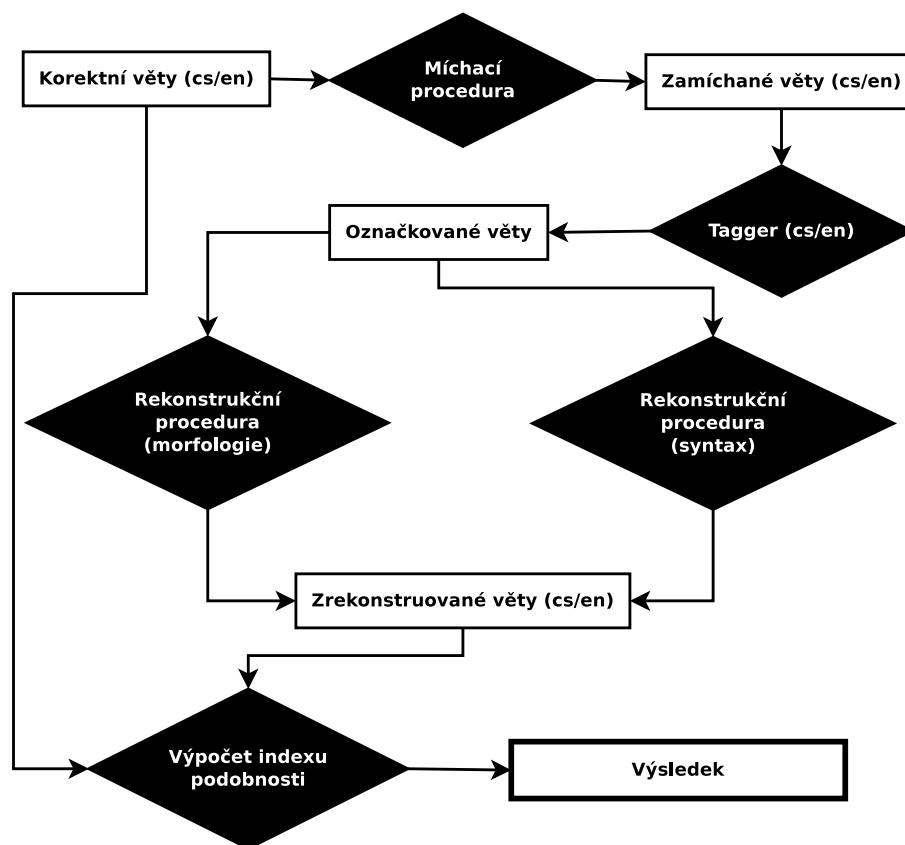 Korektní věty (cs/en)
Míchací
procedura
Zamíchané věty (cs/en)
Označkované věty
Tagger (cs/en)
Rekonstrukční
procedura
(morfologie)
Rekonstrukční
procedura
(syntax)
Zrekonstruované věty (cs/en)
Výpočet indexu
podobnosti
Výsledek